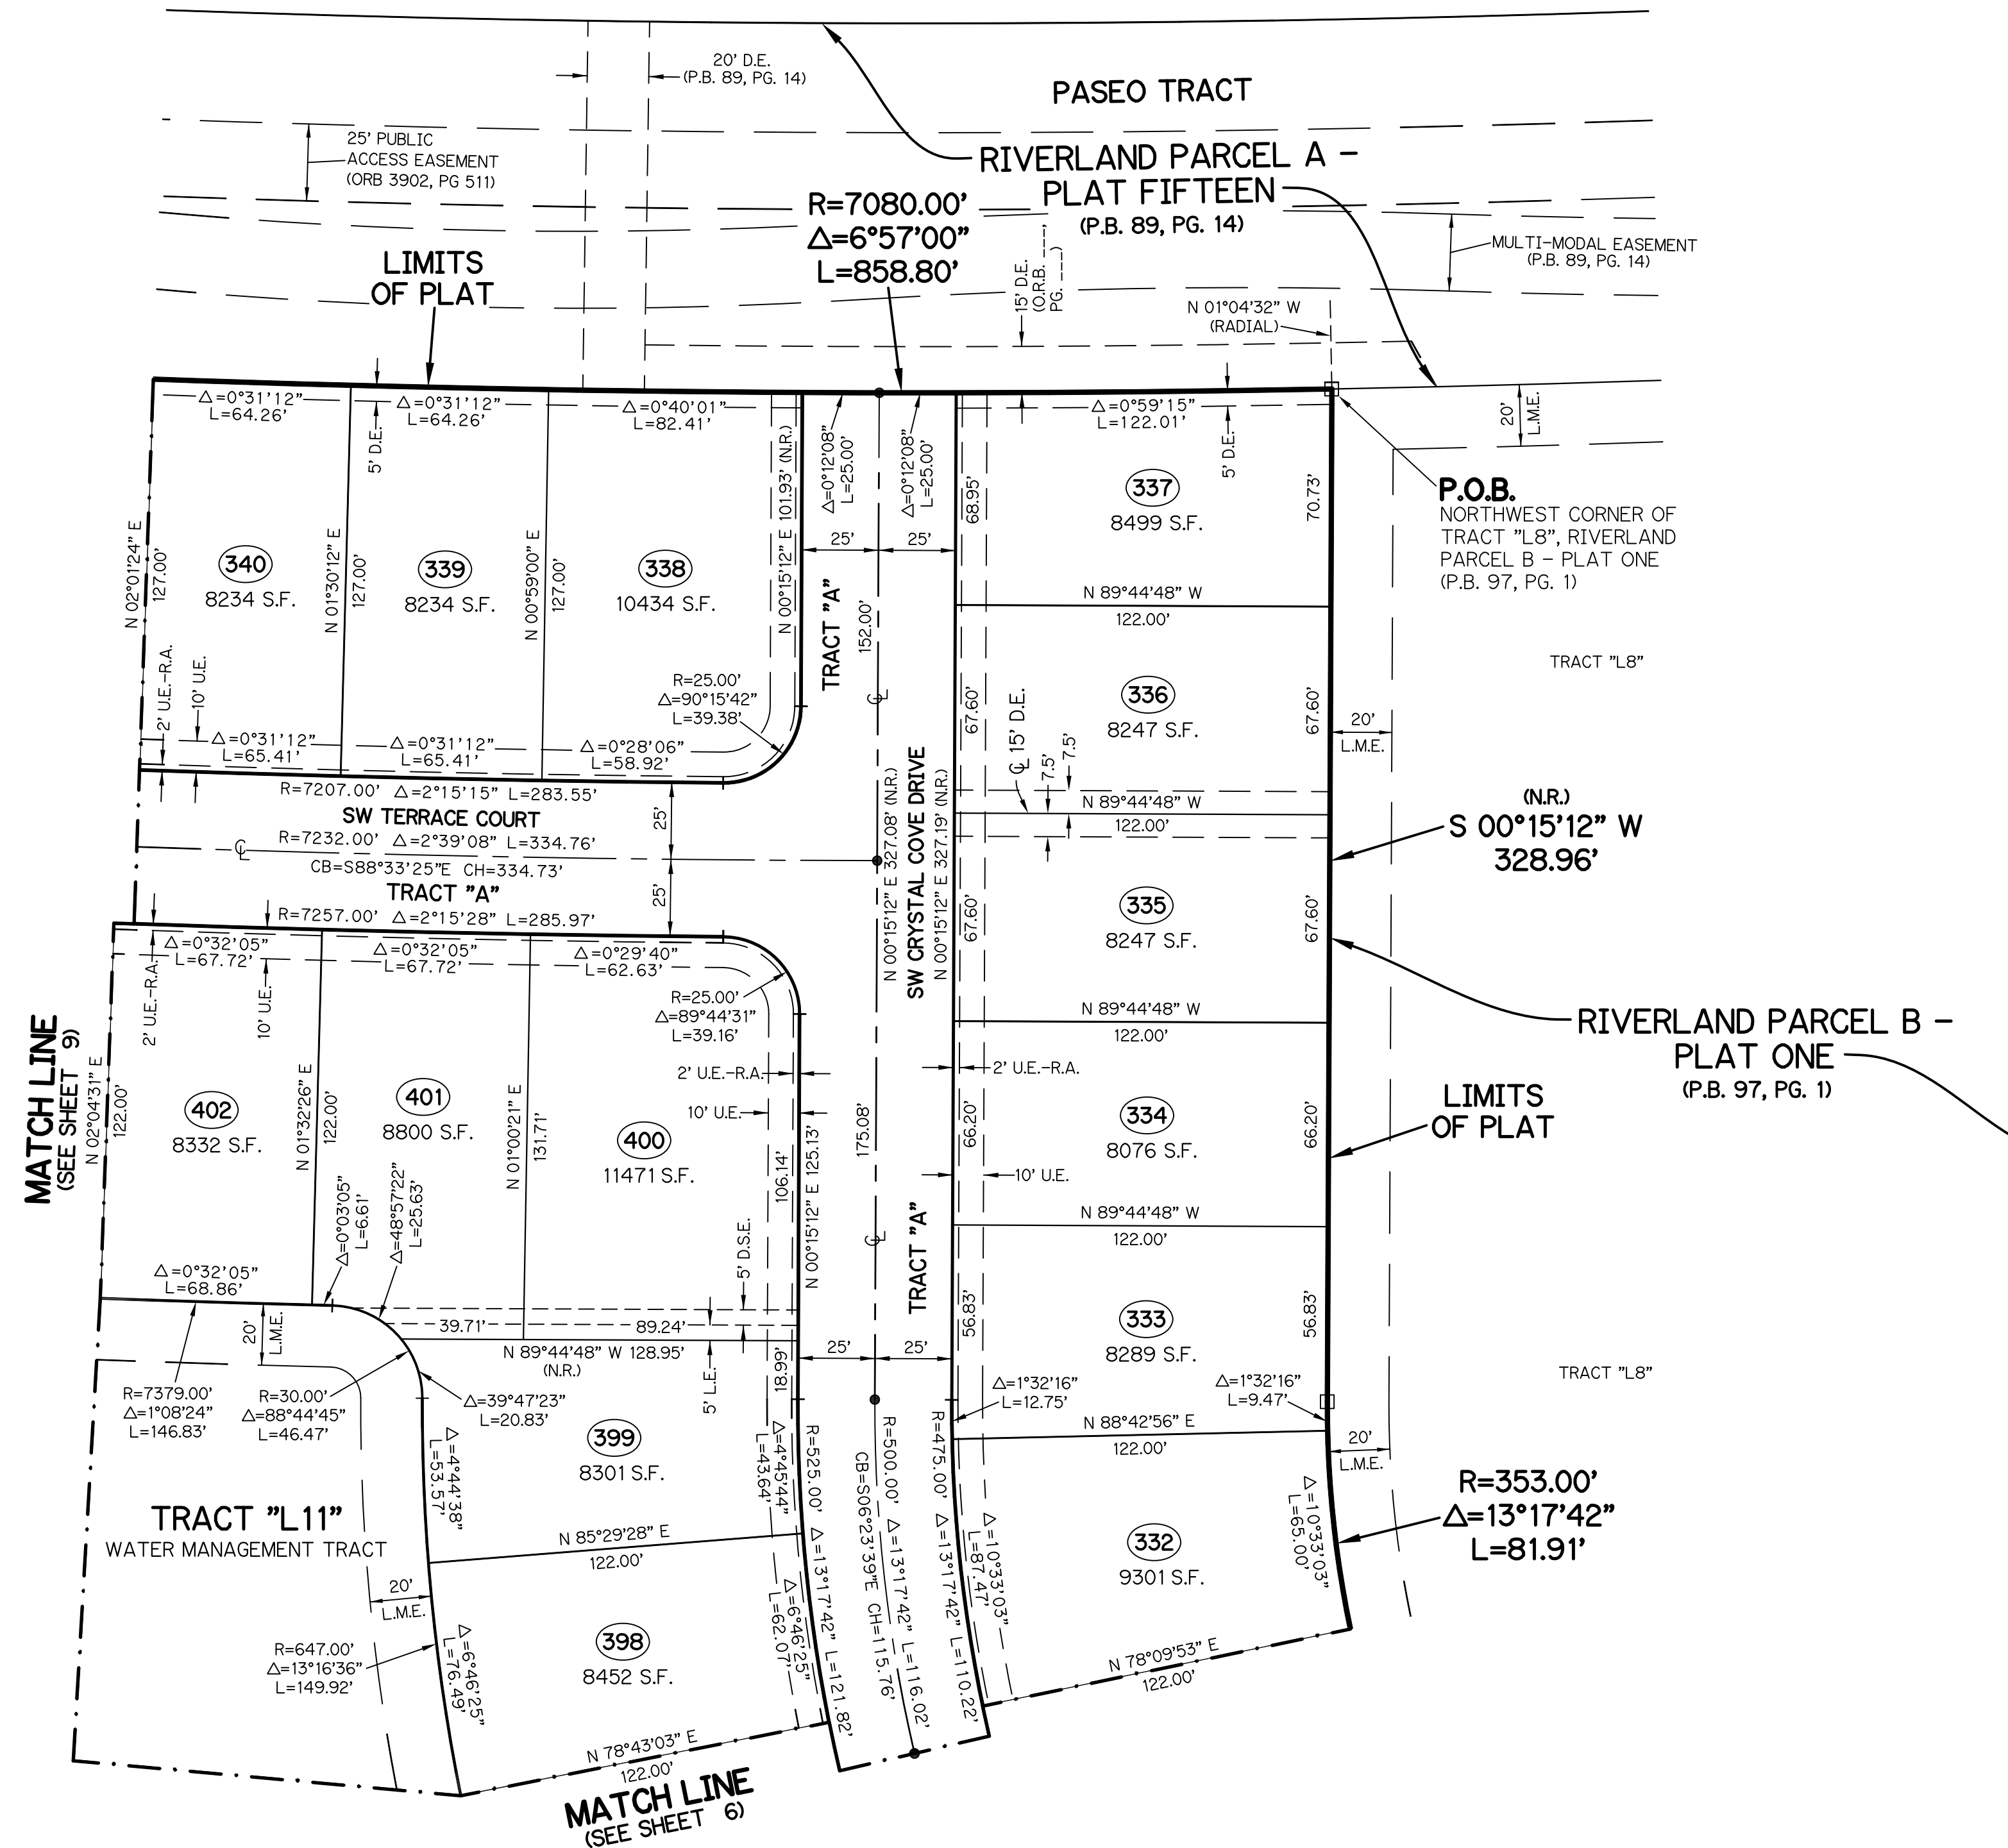 20' D.E.
(P.B. 89, PG. 14)
PASEO TRACT
25' PUBLIC
ACCESS EASEMENT
(ORB 3902, PG 511)
RIVERLAND PARCEL A –
PLAT FIFTEEN
(P.B. 89, PG. 14)
R=7080.00'
Δ=6°57'00"
L=858.80'
LIMITS
OF PLAT
15' D.E.
(O.R.B. ___,
PG. ___)
MULTI-MODAL EASEMENT
(P.B. 89, PG. 14)
N 01°04'32" W
(RADIAL)
Δ=0°31'12"
L=64.26'
Δ=0°31'12"
L=64.26'
Δ=0°40'01"
L=82.41'
Δ=0°12'08"
L=25.00'
Δ=0°12'08"
L=25.00'
Δ=0°59'15"
L=122.01'
5' D.E.
5' D.E.
20'
L.M.E.
P.O.B.
NORTHWEST CORNER OF
TRACT "L8", RIVERLAND
PARCEL B – PLAT ONE
(P.B. 97, PG. 1)
N 02°01'24" E
127.00'
340
8234 S.F.
N 01°30'12" E
127.00'
339
8234 S.F.
N 00°59'00" E
127.00'
338
10434 S.F.
N 00°15'12" E 101.93' (N.R.)
25'
25'
TRACT "A"
152.00'
68.95'
337
8499 S.F.
70.73'
N 89°44'48" W
122.00'
TRACT "L8"
2' U.E.-R.A.
10' U.E.
Δ=0°31'12"
L=65.41'
Δ=0°31'12"
L=65.41'
Δ=0°28'06"
L=58.92'
R=25.00'
Δ=90°15'42"
L=39.38'
67.60'
336
8247 S.F.
67.60'
20'
L.M.E.
℄ 15' D.E.
7.5'
7.5'
R=7207.00' Δ=2°15'15" L=283.55'
SW TERRACE COURT
R=7232.00' Δ=2°39'08" L=334.76'
℄
CB=S88°33'25"E CH=334.73'
TRACT "A"
R=7257.00' Δ=2°15'28" L=285.97'
25'
25'
℄
N 00°15'12" E 327.08' (N.R.)
SW CRYSTAL COVE DRIVE
N 00°15'12" E 327.19' (N.R.)
N 89°44'48" W
122.00'
(N.R.)
S 00°15'12" W
328.96'
67.60'
335
8247 S.F.
67.60'
N 89°44'48" W
122.00'
RIVERLAND PARCEL B –
PLAT ONE
(P.B. 97, PG. 1)
Δ=0°32'05"
L=67.72'
Δ=0°32'05"
L=67.72'
Δ=0°29'40"
L=62.63'
2' U.E.-R.A.
10' U.E.
R=25.00'
Δ=89°44'31"
L=39.16'
MATCH LINE
(SEE SHEET 9)
N 02°04'31" E
122.00'
402
8332 S.F.
N 01°32'26" E
122.00'
401
8800 S.F.
N 01°00'21" E
131.71'
400
11471 S.F.
2' U.E.-R.A.
10' U.E.
106.14'
N 00°15'12" E 125.13'
175.08'
℄
TRACT "A"
2' U.E.-R.A.
10' U.E.
66.20'
334
8076 S.F.
66.20'
LIMITS
OF PLAT
N 89°44'48" W
122.00'
Δ=0°03'05"
L=6.61'
Δ=48°57'22"
L=25.63'
Δ=0°32'05"
L=68.86'
20'
L.M.E.
5' D.S.E.
39.71'
89.24'
N 89°44'48" W 128.95'
(N.R.)
5' L.E.
18.99'
25'
25'
56.83'
333
8289 S.F.
56.83'
Δ=1°32'16"
L=12.75'
Δ=1°32'16"
L=9.47'
N 88°42'56" E
122.00'
TRACT "L8"
R=7379.00'
Δ=1°08'24"
L=146.83'
R=30.00'
Δ=88°44'45"
L=46.47'
Δ=39°47'23"
L=20.83'
399
8301 S.F.
Δ=4°44'38"
L=53.57'
Δ=4°45'44"
L=43.64'
R=525.00' Δ=13°17'42" L=121.82'
CB=S06°23'39"E CH=115.76'
R=500.00' Δ=13°17'42" L=116.02'
R=475.00' Δ=13°17'42" L=110.22'
20'
L.M.E.
R=353.00'
Δ=13°17'42"
L=81.91'
TRACT "L11"
WATER MANAGEMENT TRACT
N 85°29'28" E
122.00'
Δ=10°33'03"
L=87.47'
332
9301 S.F.
Δ=10°33'03"
L=65.00'
20'
L.M.E.
R=647.00'
Δ=13°16'36"
L=149.92'
Δ=6°46'25"
L=76.49'
398
8452 S.F.
Δ=6°46'25"
L=62.07'
N 78°09'53" E
122.00'
N 78°43'03" E
122.00'
MATCH LINE
(SEE SHEET 6)